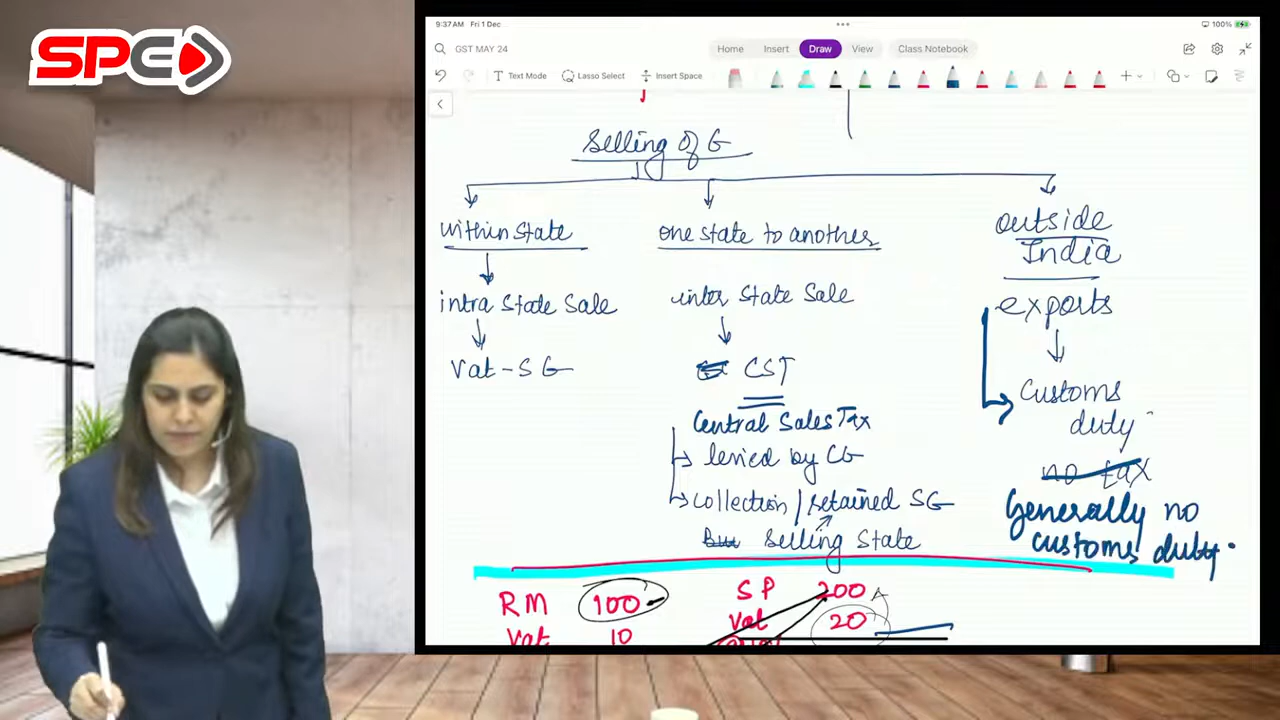 SPED
9:37AM Fri 1 Dec
100%
GST MAY 24
Home Insert Draw View Class Notebook
Text Mode Lasso Select Insert Space
Selling of G
within State
one state to another
outside India
intra State Sale
inter State Sale
exports
Vat - SG
CST
Customs duty
Central Sales Tax
levied by CG
no tax
collection / retained SG
Generally no customs duty.
But selling State
RM 100
SP 200
Vat 10
Vat 20